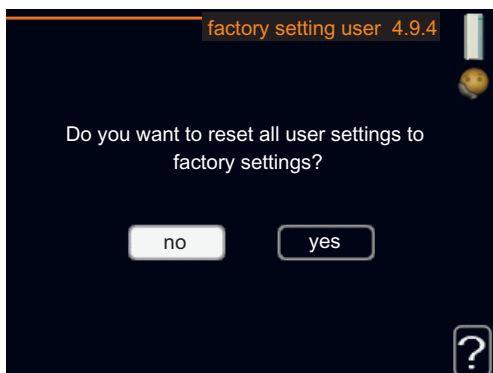 factory setting user 4.9.4
Do you want to reset all user settings to
factory settings?
no
yes
?